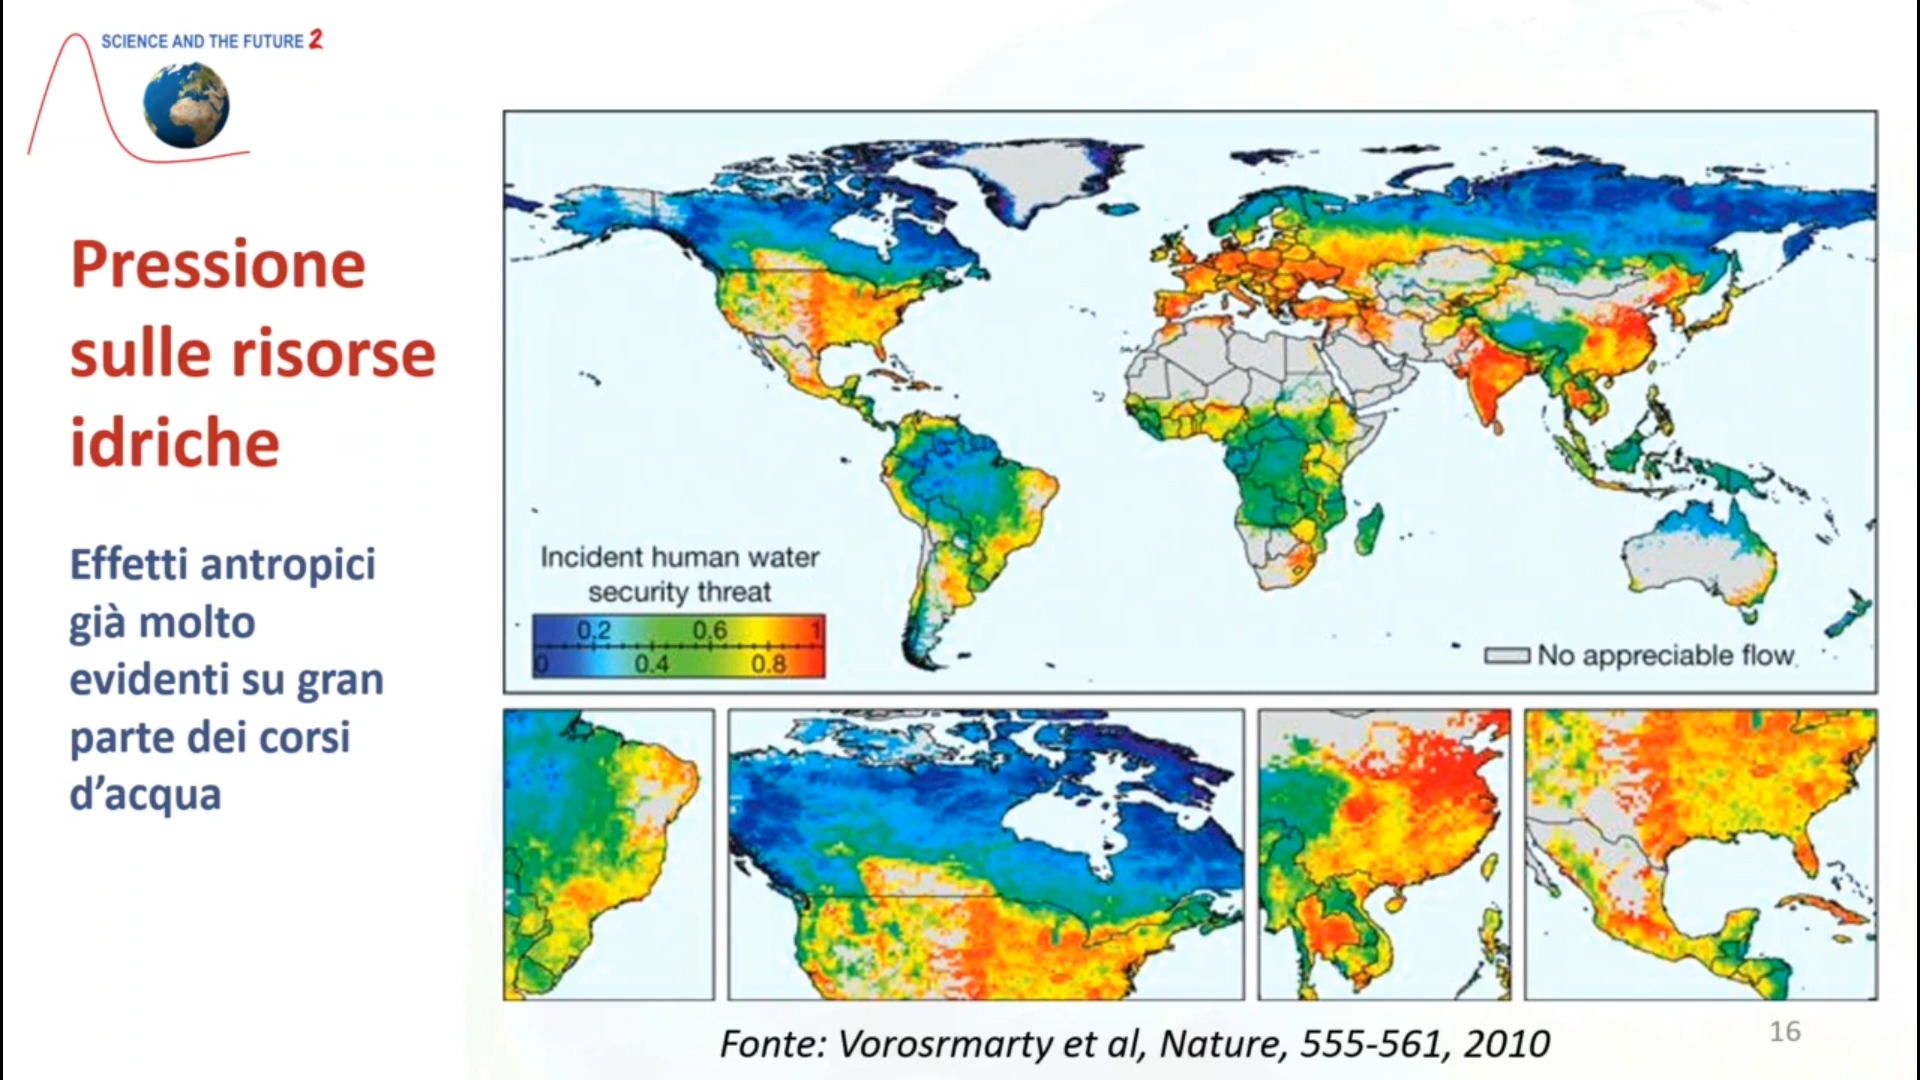 SCIENCE AND THE FUTURE 2
Pressione
sulle risorse
idriche
Effetti antropici
già molto
evidenti su gran
parte dei corsi
d’acqua
Incident human water
security threat
0.2 0.6 1
0 0.4 0.8
No appreciable flow
Fonte: Vorosrmarty et al, Nature, 555-561, 2010
16